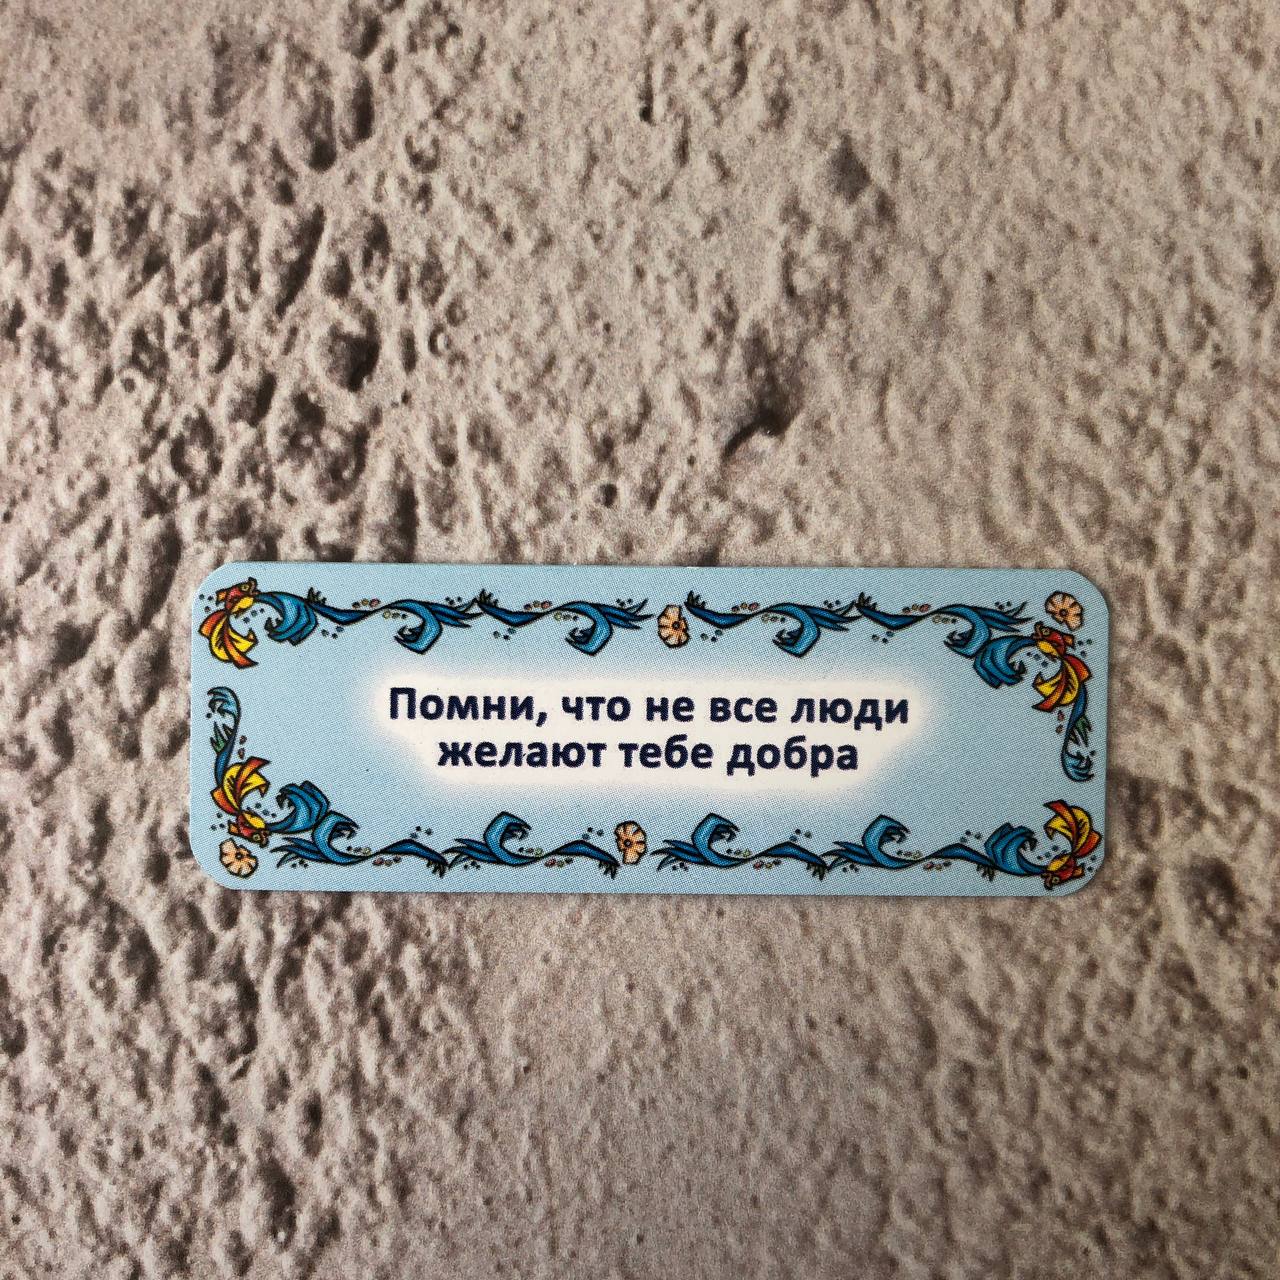 Помни, что не все люди
желают тебе добра